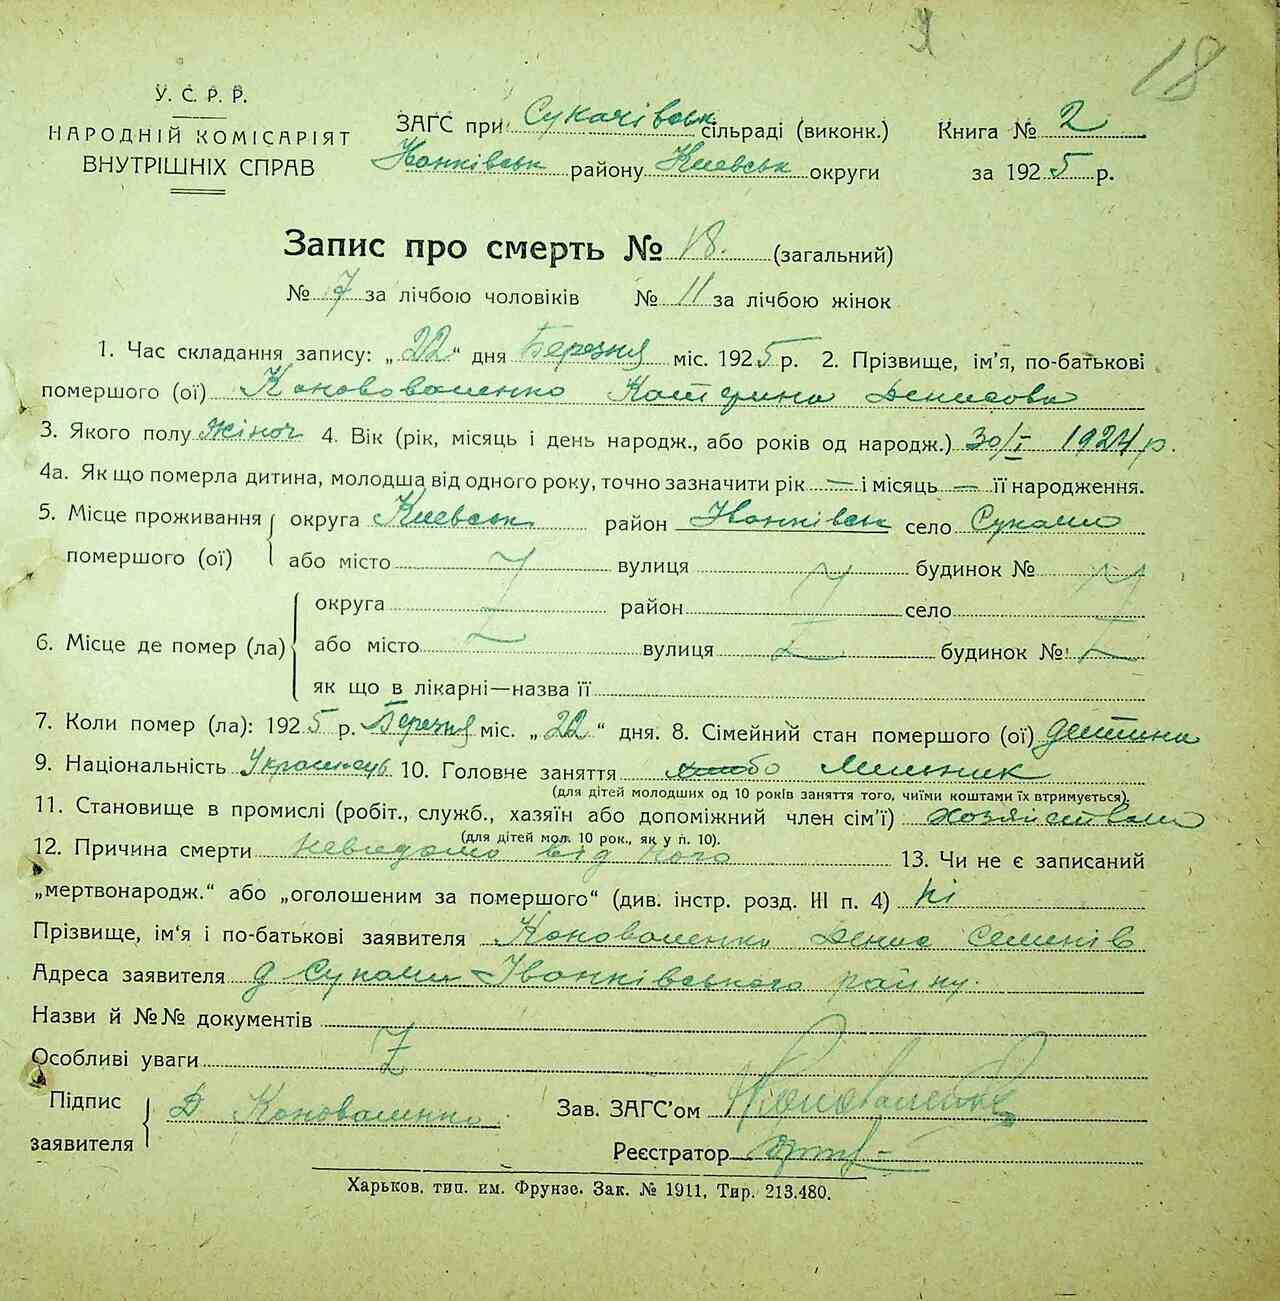 18
У. С. Р. Р.
НАРОДНІЙ КОМІСАРІЯТ
ВНУТРІШНІХ СПРАВ
ЗАГС при Сукачівськ сільраді (виконк.) Книга № 2
Іванківськ району Киевськ округи за 1925 р.
Запис про смерть № 18. (загальний)
№ 7 за лічбою чоловіків № 11 за лічбою жінок
1. Час складання запису: „22“ дня Березня міс. 1925 р. 2. Прізвище, ім'я, по-батькові
помершого (ої) Катерина Денисова
3. Якого полу жіноч 4. Вік (рік, місяць і день народж., або років од народж.) 30/I 1924 р.
4а. Як що померла дитина, молодша від одного року, точно зазначити рік — і місяць — її народження.
5. Місце проживання округа Киевськ район Іванківськ село Сукачи
помершого (ої) або місто вулиця будинок №
округа район село
6. Місце де помер (ла) або місто вулиця будинок №
як що в лікарні—назва її
7. Коли помер (ла): 1925 р. Березня міс. „22“ дня. 8. Сімейний стан помершого (ої) дитина
9. Національність 10. Головне заняття Мельник
(для дітей молодших од 10 років заняття того, чиїми коштами їх втримується)
11. Становище в промислі (робіт., служб., хазяїн або допоміжний член сім'ї)
(для дітей мол. 10 рок., як у п. 10).
12. Причина смерти невидомо від чого 13. Чи не є записаний
„мертвонародж.“ або „оголошеним за помершого“ (див. інстр. розд. III п. 4) ні
Прізвище, ім'я і по-батькові заявителя Коноваленко Денис Семенів
Адреса заявителя д Сукачи Іванківського району.
Назви й №№ документів
Особливі уваги
Підпис
заявителя Д Коноваленко Зав. ЗАГС'ом Коноваленко
Реєстратор
Харьков. тип. им. Фрунзе. Зак. № 1911, Тир. 213.480.